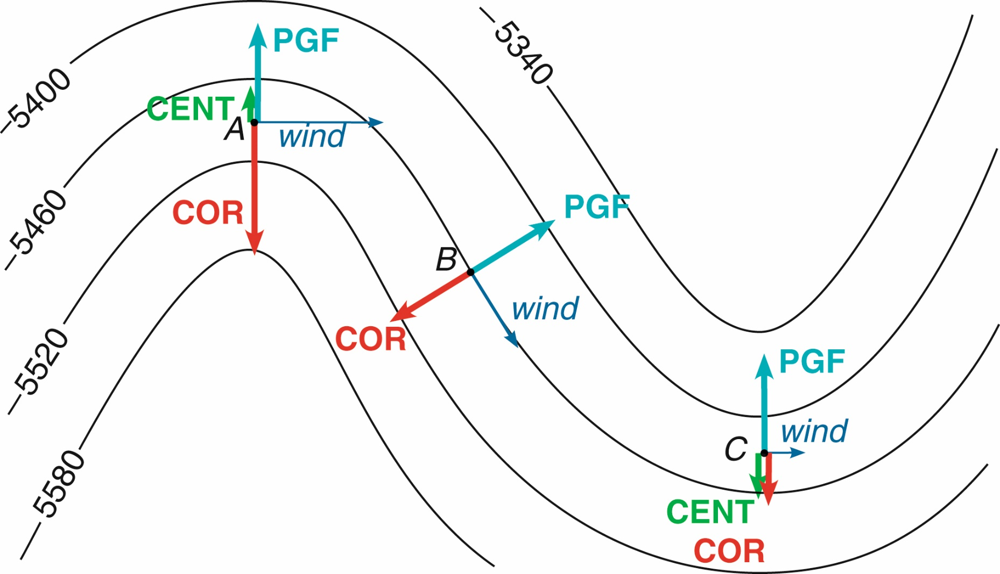 5340
PGF
5400
CENT
A
wind
PGF
COR
5460
B
wind
COR
5520
PGF
wind
C
5580
CENT
COR